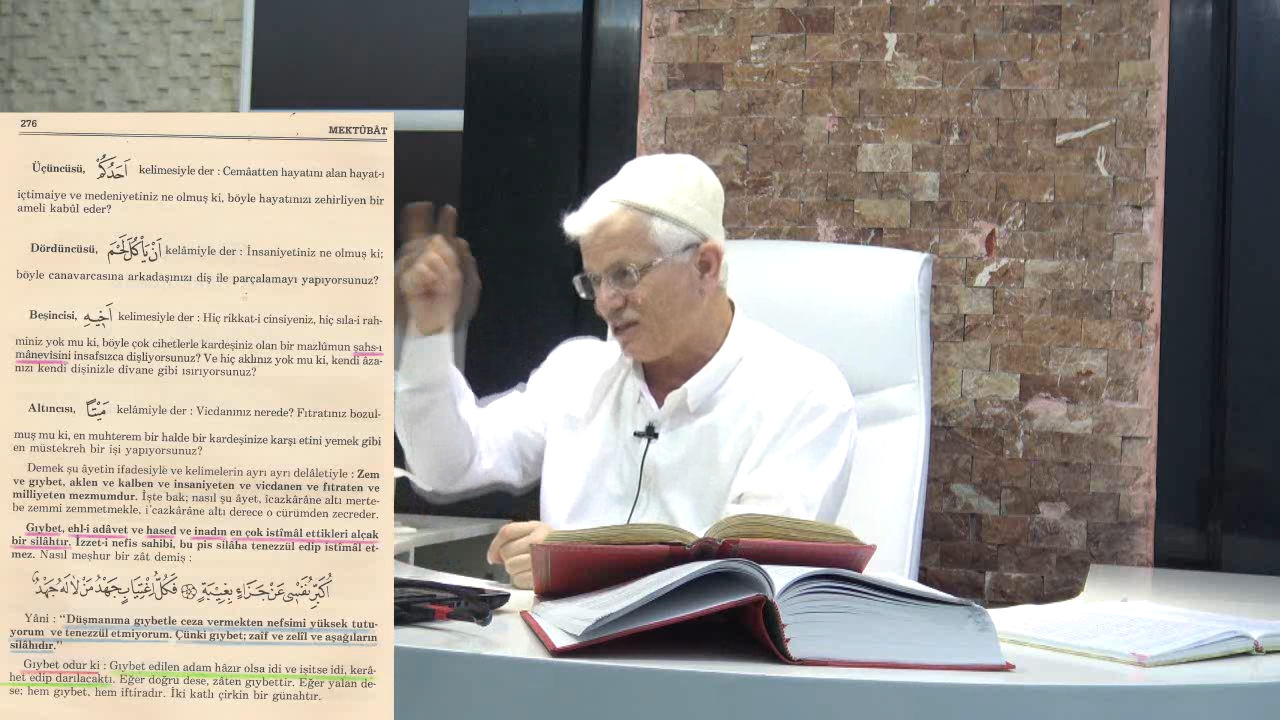 276
MEKTÛBÂT
Üçüncüsü, اَحَدُكُمْ kelimesiyle der : Cemâatten hayatını alan hayat-ı
içtimaiye ve medeniyetiniz ne olmuş ki, böyle hayatınızı zehirliyen bir
ameli kabûl eder?
Dördüncüsü, اَنْ يَاْكُلَ لَحْمَ kelâmiyle der : İnsaniyetiniz ne olmuş ki;
böyle canavarcasına arkadaşınızı diş ile parçalamayı yapıyorsunuz?
Beşincisi, اَخِيهِ kelimesiyle der : Hiç rikkat-i cinsiyeniz, hiç sıla-i rah-
miniz yok mu ki, böyle çok cihetlerle kardeşiniz olan bir mazlûmun şahs-ı
mânevîsini insafsızca dişliyorsunuz? Ve hiç aklınız yok mu ki, kendi âza-
nızı kendi dişinizle dîvane gibi ısırıyorsunuz?
Altıncısı, مَيْتًا kelâmiyle der : Vicdanınız nerede? Fıtratınız bozul-
muş mu ki, en muhterem bir halde bir kardeşinize karşı etini yemek gibi
en müstekreh bir işi yapıyorsunuz?
Demek şu âyetin ifadesiyle ve kelimelerin ayrı ayrı delâletiyle : Zem
ve gıybet, aklen ve kalben ve insaniyeten ve vicdanen ve fıtraten ve
milliyeten mezmumdur. İşte bak; nasıl şu âyet, îcazkârane altı merte-
be zemmi zemmetmekle, i'cazkârane altı derece o cürümden zecreder.
Gıybet, ehl-i adâvet ve hased ve inadın en çok istîmâl ettikleri alçak
bir silâhtır. İzzet-i nefis sahibi, bu pis silâha tenezzül edip istîmal et-
mez. Nasıl meşhur bir zât demiş :
اُكَبِّرُ نَفْسِى عَنْ جَزَاءٍ بِغِيْبَةٍ ۞ فَكُلُّ اغْتِيَابٍ جَهْدُ مَنْ لاَ لَهُ جَهْدٌ
Yâni : "Düşmanıma gıybetle ceza vermekten nefsimi yüksek tutu-
yorum ve tenezzül etmiyorum. Çünki gıybet; zaîf ve zelîl ve aşağıların
silâhıdır."
Gıybet odur ki : Gıybet edilen adam hâzır olsa idi ve işitse idi, kerâ-
het edip darılacaktı. Eğer doğru dese, zâten gıybettir. Eğer yalan de-
se; hem gıybet, hem iftiradır. İki katlı çirkin bir günahtır.